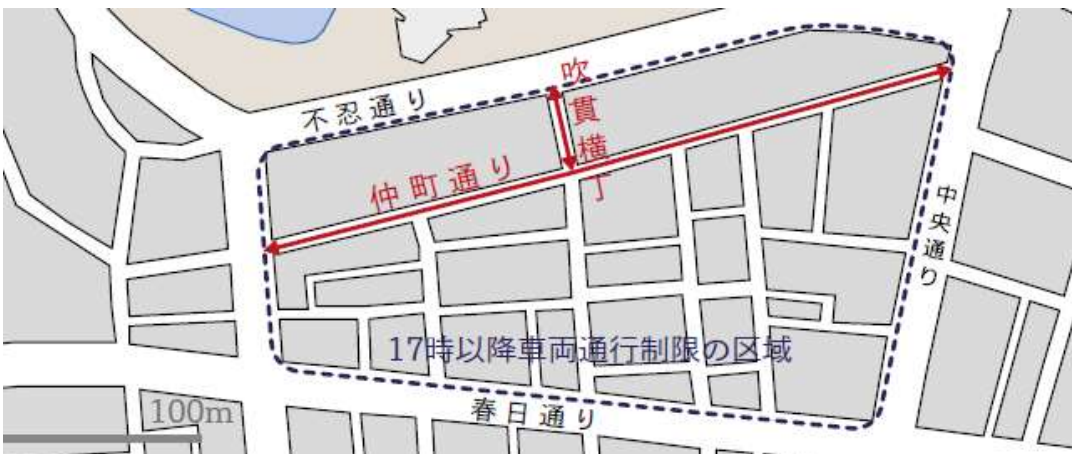 不忍通り
吹貫横丁
仲町通り
中央通り
17時以降車両通行制限の区域
春日通り
100m